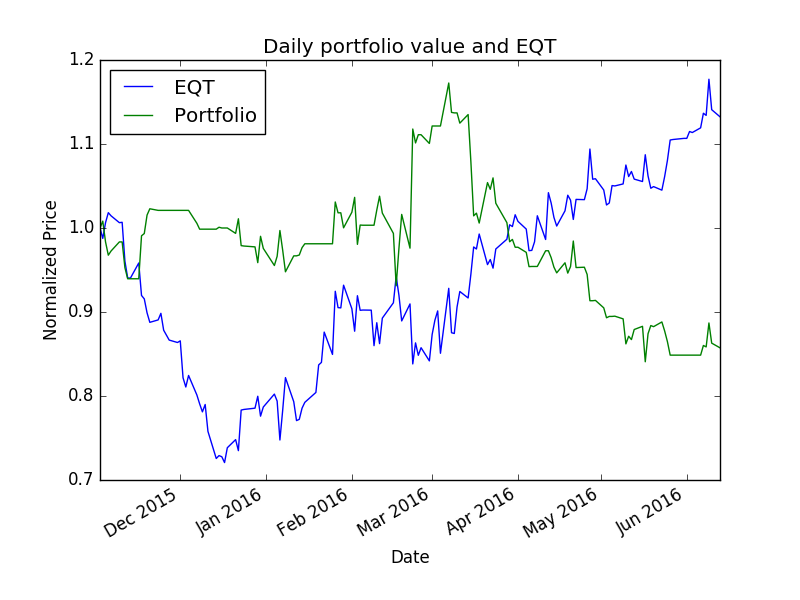 Daily portfolio value and EQT
EQT
Portfolio
1.2
1.1
1.0
0.9
0.8
0.7
Normalized Price
Dec 2015
Jan 2016
Feb 2016
Mar 2016
Apr 2016
May 2016
Jun 2016
Date